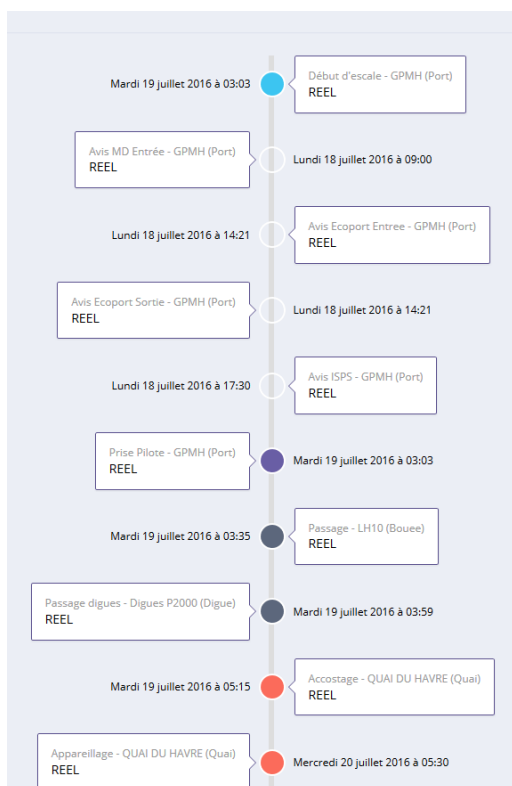 Mardi 19 juillet 2016 à 03:03
Début d'escale - GPMH (Port)
REEL
Avis MD Entrée - GPMH (Port)
REEL
Lundi 18 juillet 2016 à 09:00
Lundi 18 juillet 2016 à 14:21
Avis Ecoport Entree - GPMH (Port)
REEL
Avis Ecoport Sortie - GPMH (Port)
REEL
Lundi 18 juillet 2016 à 14:21
Lundi 18 juillet 2016 à 17:30
Avis ISPS - GPMH (Port)
REEL
Prise Pilote - GPMH (Port)
REEL
Mardi 19 juillet 2016 à 03:03
Mardi 19 juillet 2016 à 03:35
Passage - LH10 (Bouee)
REEL
Passage digues - Digues P2000 (Digue)
REEL
Mardi 19 juillet 2016 à 03:59
Mardi 19 juillet 2016 à 05:15
Accostage - QUAI DU HAVRE (Quai)
REEL
Appareillage - QUAI DU HAVRE (Quai)
REEL
Mercredi 20 juillet 2016 à 05:30